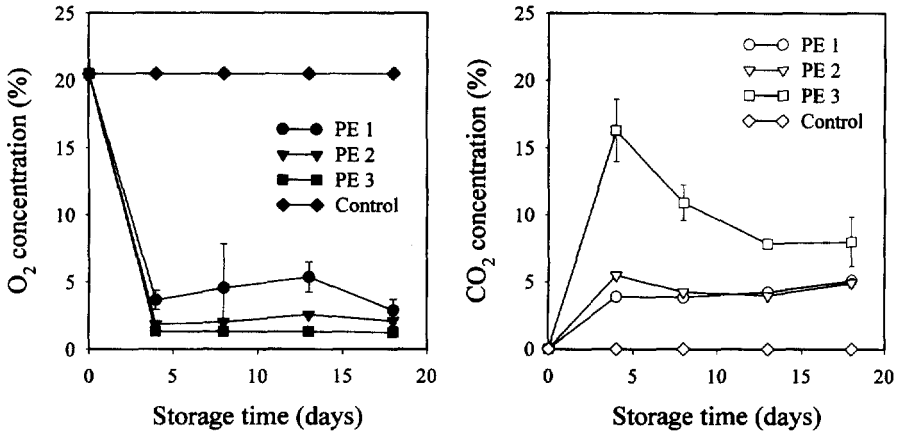 25
20
15
10
5
0
O2 concentration (%)
PE 1
PE 2
PE 3
Control
0 5 10 15 20
Storage time (days)
25
20
15
10
5
0
CO2 concentration (%)
PE 1
PE 2
PE 3
Control
0 5 10 15 20
Storage time (days)